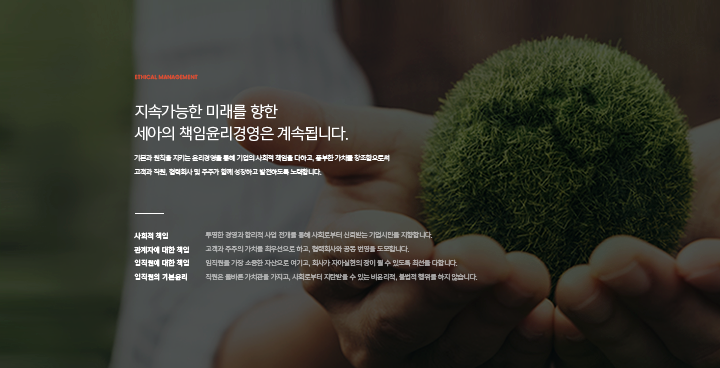 ETHICAL MANAGEMENT
지속가능한 미래를 향한
세아의 책임윤리경영은 계속됩니다.
기본과 원칙을 지키는 윤리경영을 통해 기업의 사회적 책임을 다하고, 풍부한 가치를 창조함으로써
고객과 직원, 협력회사 및 주주가 함께 성장하고 발전하도록 노력합니다.
사회적 책임 투명한 경영과 합리적 사업 전개를 통해 사회로부터 신뢰받는 기업시민을 지향합니다.
관계자에 대한 책임 고객과 주주의 가치를 최우선으로 하고, 협력회사와 공동 번영을 도모합니다.
임직원에 대한 책임 임직원을 가장 소중한 자산으로 여기고, 회사가 자아실현의 장이 될 수 있도록 최선을 다합니다.
임직원의 기본윤리 직원은 올바른 가치관을 가지고, 사회로부터 지탄받을 수 있는 비윤리적, 불법적 행위를 하지 않습니다.